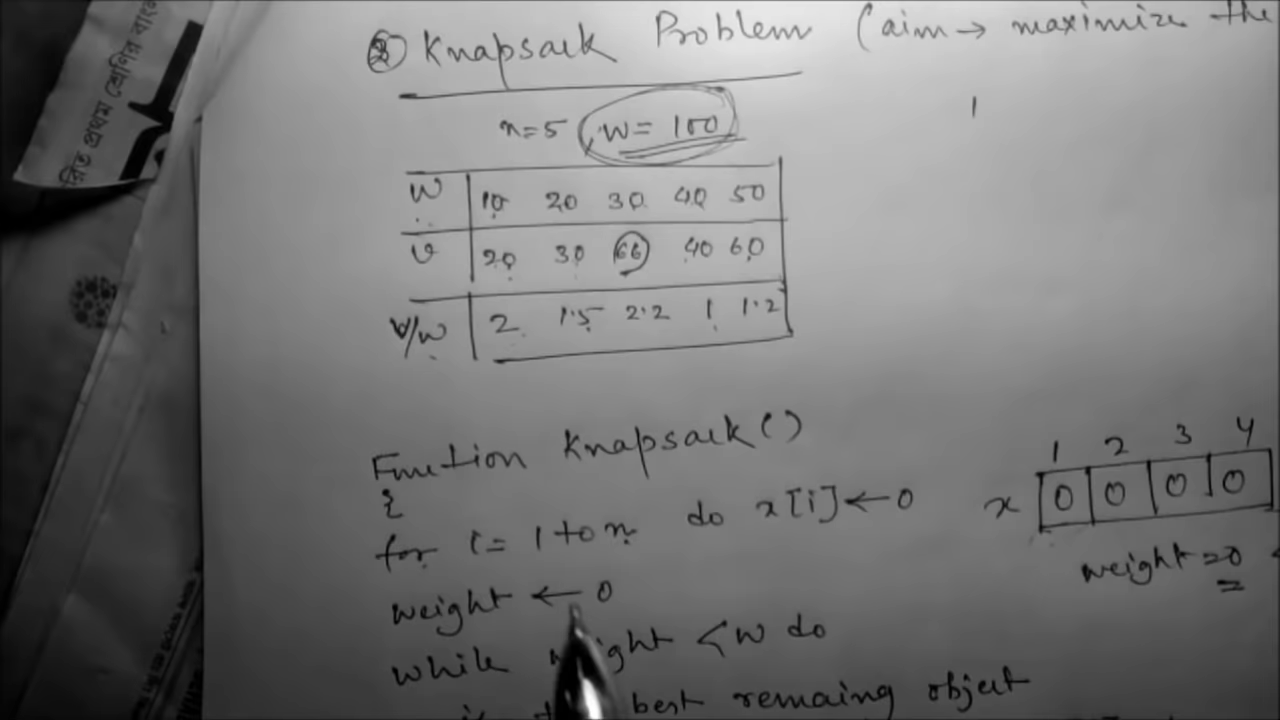 ② Knapsack Problem (aim → maximize the
n=5, W= 100
W 10 20 30 40 50
v 20 30 66 40 60
V/W 2 1.5 2.2 1 1.2
Function Knapsack()
{
for i= 1 to n do x[i] ← 0
1 2 3 4
x 0 0 0 0
weight ← 0
weight =0
while weight < W do
best remaing object
রিত প্রথম শ্রেণির বাংলা